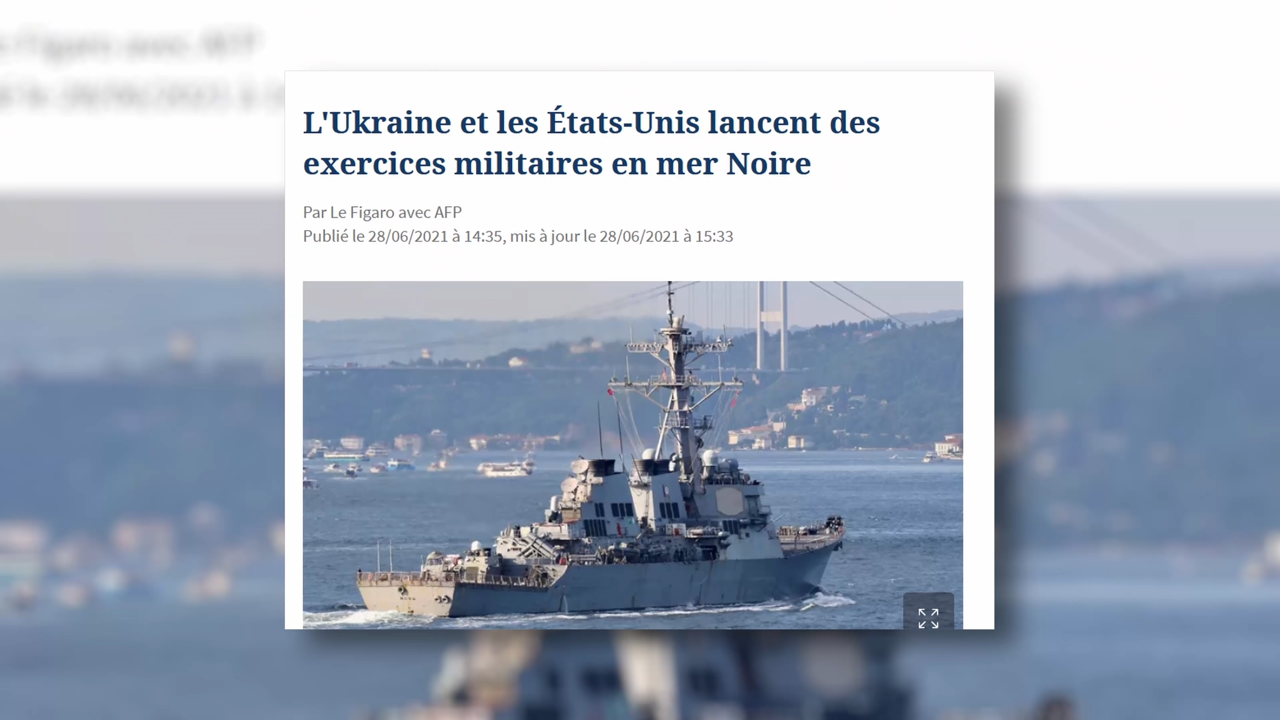 L'Ukraine et les États-Unis lancent des
exercices militaires en mer Noire
Par Le Figaro avec AFP
Publié le 28/06/2021 à 14:35, mis à jour le 28/06/2021 à 15:33